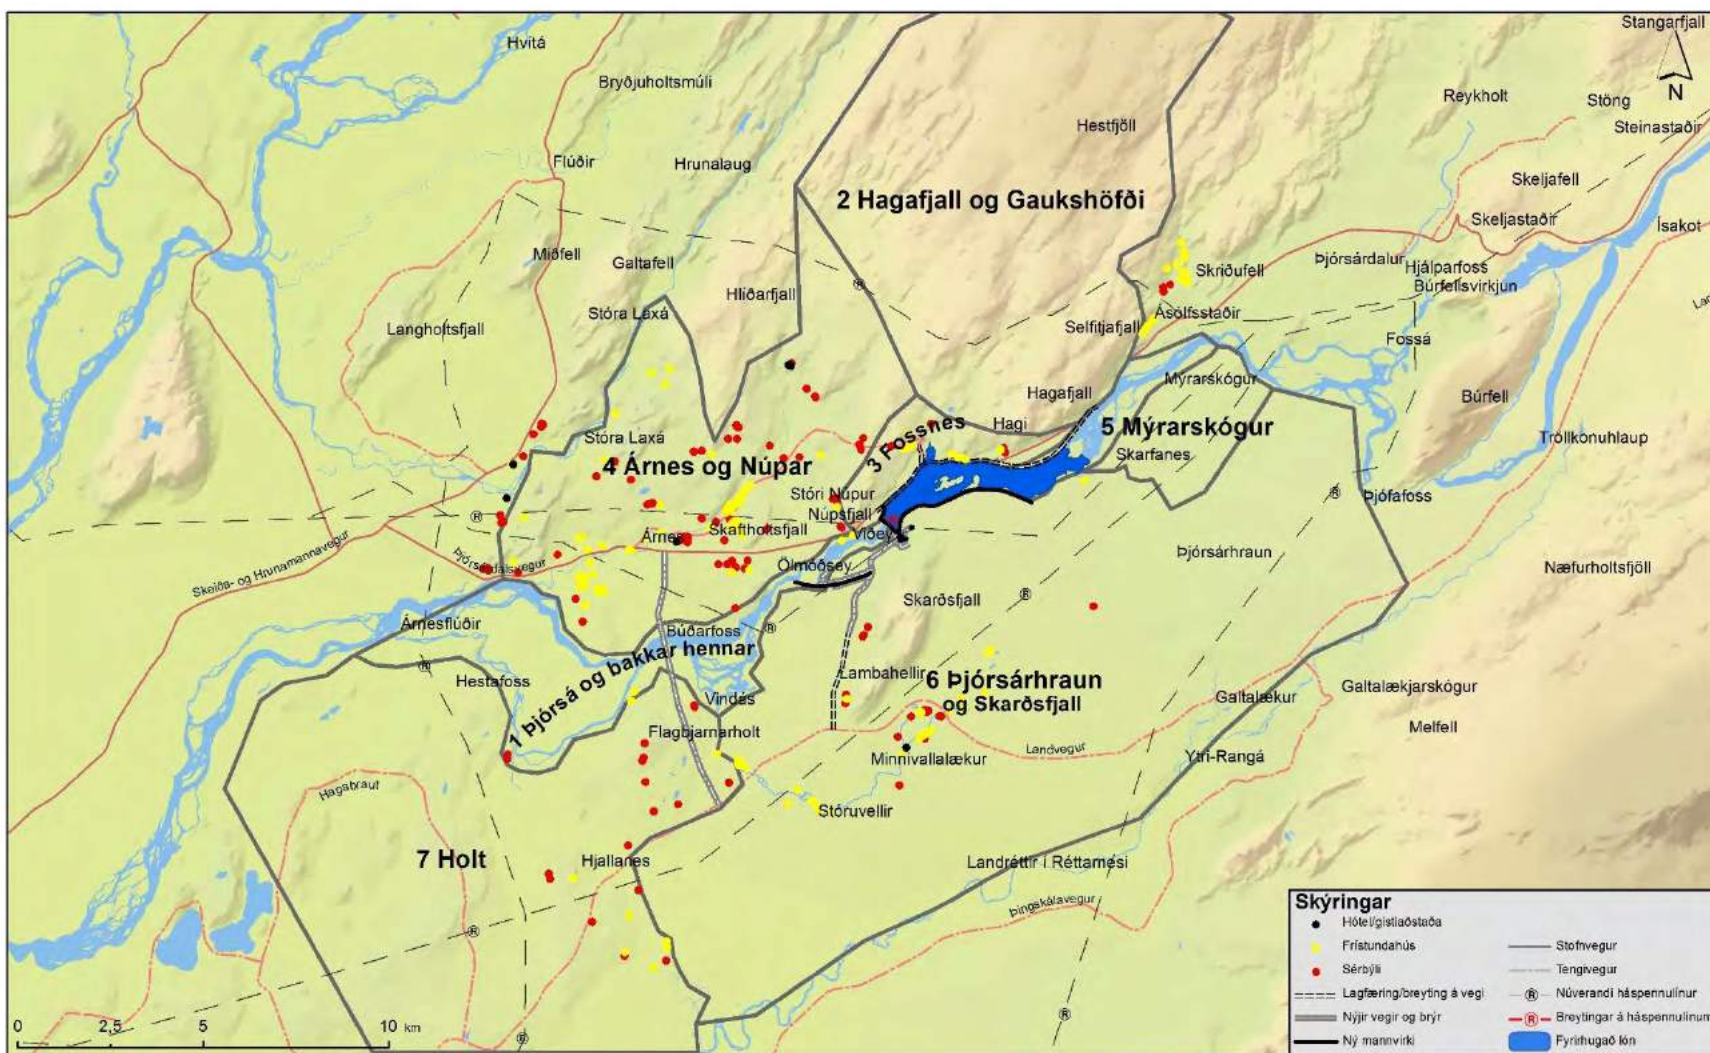 Stangarfjall
Hvítá
N
Bryðjuholtsmúli
Reykholt
Stöng
Hestfjöll
Steinastaðir
Flúðir
Hrunalaug
Skeljafell
2 Hagafjall og Gaukshöfði
Skeljastaðir
Ísakot
Miðfell
Galtafell
Þjórsárdalur
Skriðufell
Hjálparfoss
Búrfellsvirkjun
Hlíðarfjall
Stóra Laxá
Ásólfsstaðir
Langholtsfjall
Selfitjafjall
Fossá
Mýrarskógur
Hagafjall
Búrfell
Hagi
5 Mýrarskógur
3 Fossnes
Stóra Laxá
Tröllkonuhlaup
4 Árnes og Núpar
Skarfanes
Stóri Núpur
Þjófafoss
Núpsfjall
Skaftholtsfjall
Árnes
Viðey
Þjórsárdalsvegur
Skeiða- og Hrunamannavegur
Þjórsárhraun
Ölmóðsey
Næfurholtsfjöll
Skarðsfjall
Árnesflúðir
Búðarfoss
1 Þjórsá og bakkar hennar
Hestafoss
Lambahellir
6 Þjórsárhraun
og Skarðsfjall
Vindás
Galtalækur
Galtalækjarskógur
Flagbjarnarholt
Melfell
Landvegur
Minnivallalækur
Ytri-Rangá
Hagabraut
Stóruvellir
7 Holt
Hjallanes
Landréttir í Réttarnesi
Þingskálavegur
Skýringar
Hótel/gistiaðstaða
Frístundahús
Sérbýli
Lagfæring/breyting á vegi
Nýjir vegir og brýr
Ný mannvirki
Stofnvegur
Tengivegur
Núverandi háspennulínur
Breytingar á háspennulínum
Fyrirhugað lón
0 2,5 5 10 km